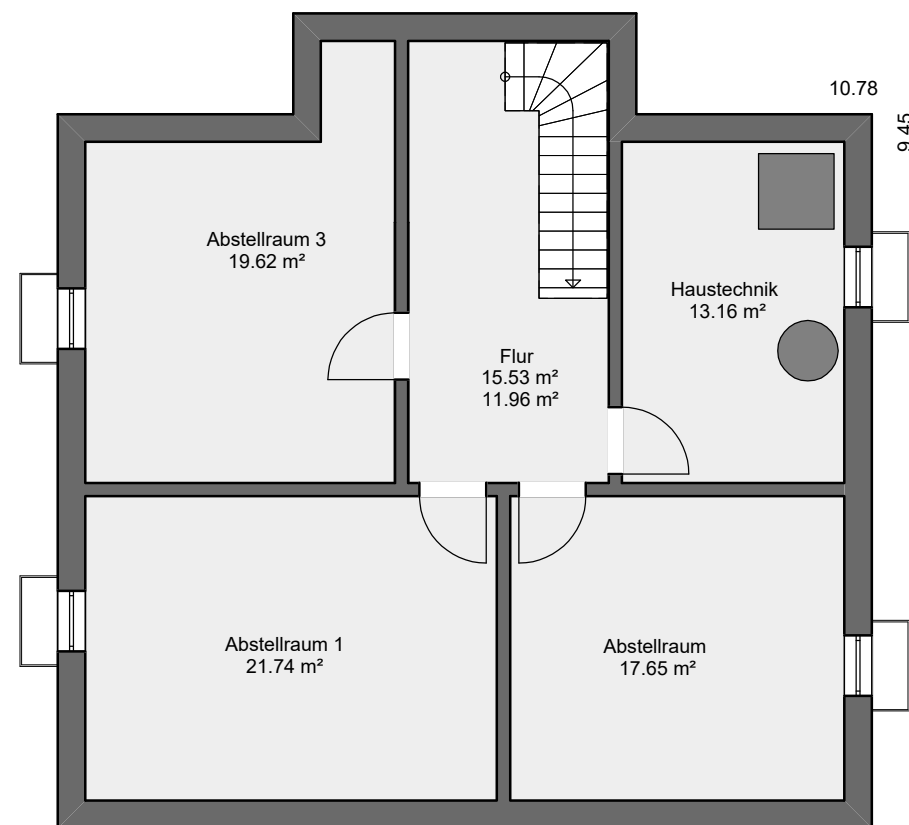 10.78
9.45
Abstellraum 3
19.62 m²
Haustechnik
13.16 m²
Flur
15.53 m²
11.96 m²
Abstellraum 1
21.74 m²
Abstellraum
17.65 m²